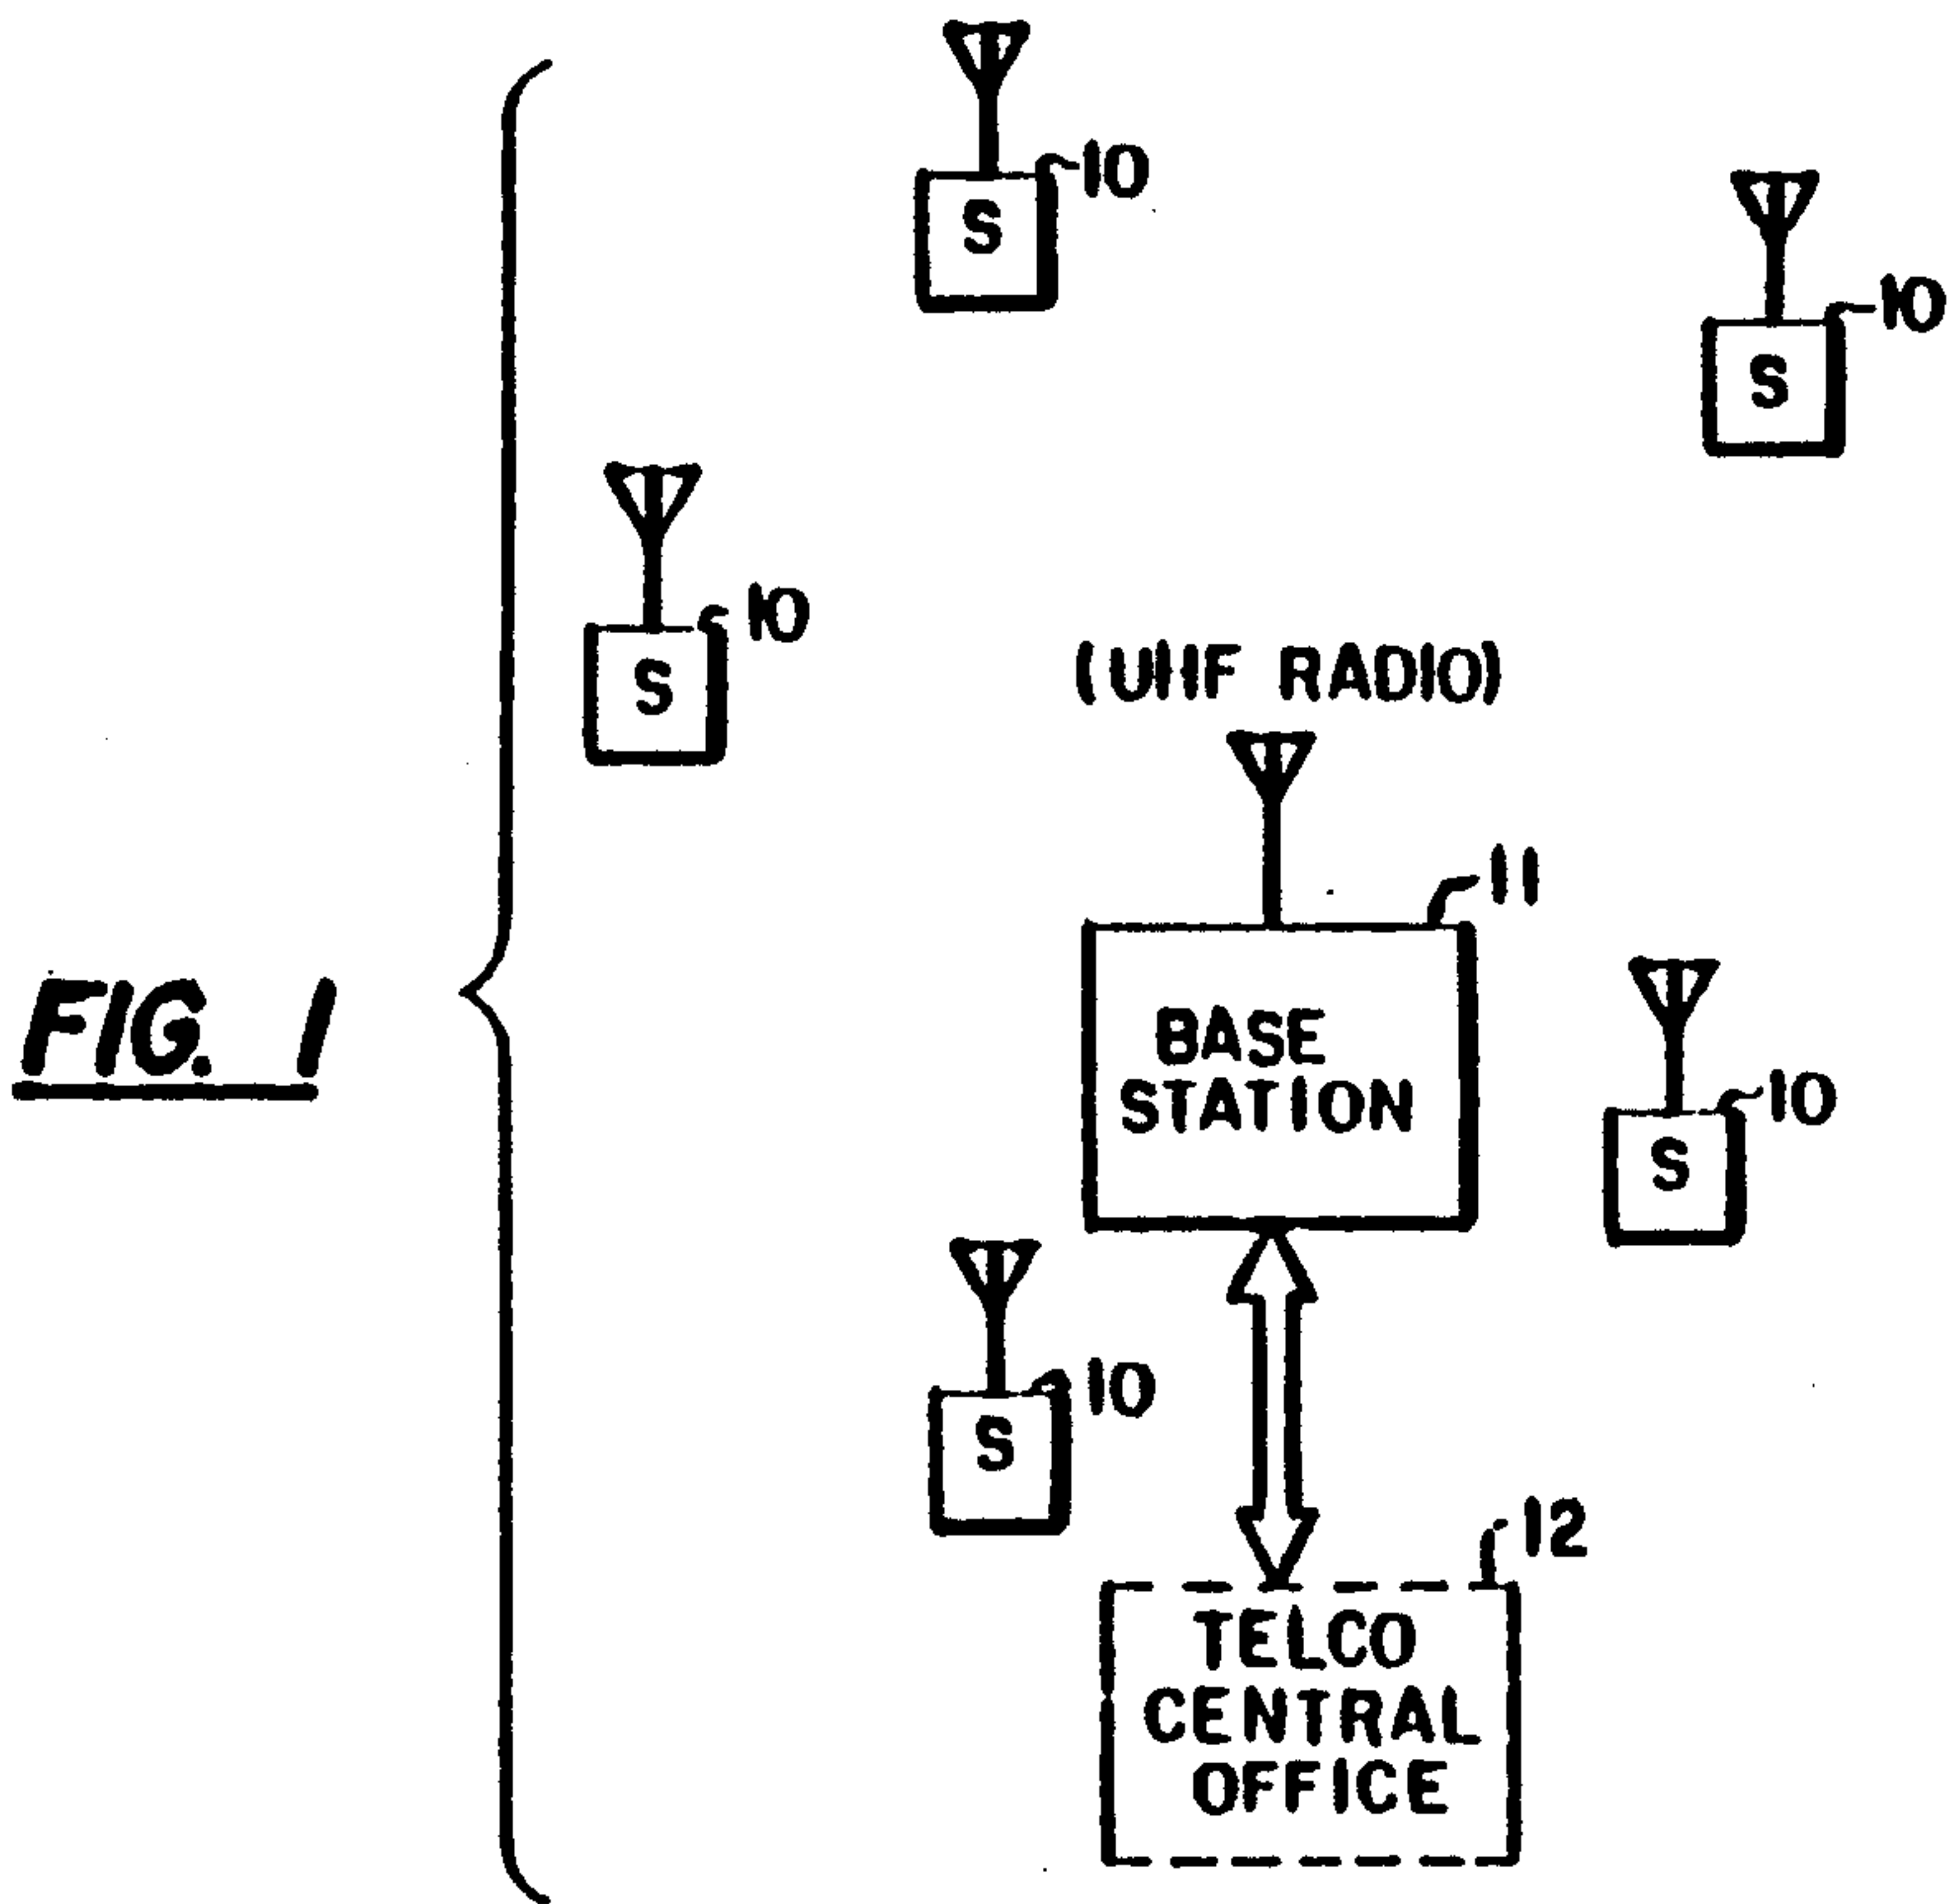 10
S
10
S
10
S
(UHF RADIO)
11
BASE
STATION
FIG. 1
10
S
10
S
12
TELCO
CENTRAL
OFFICE